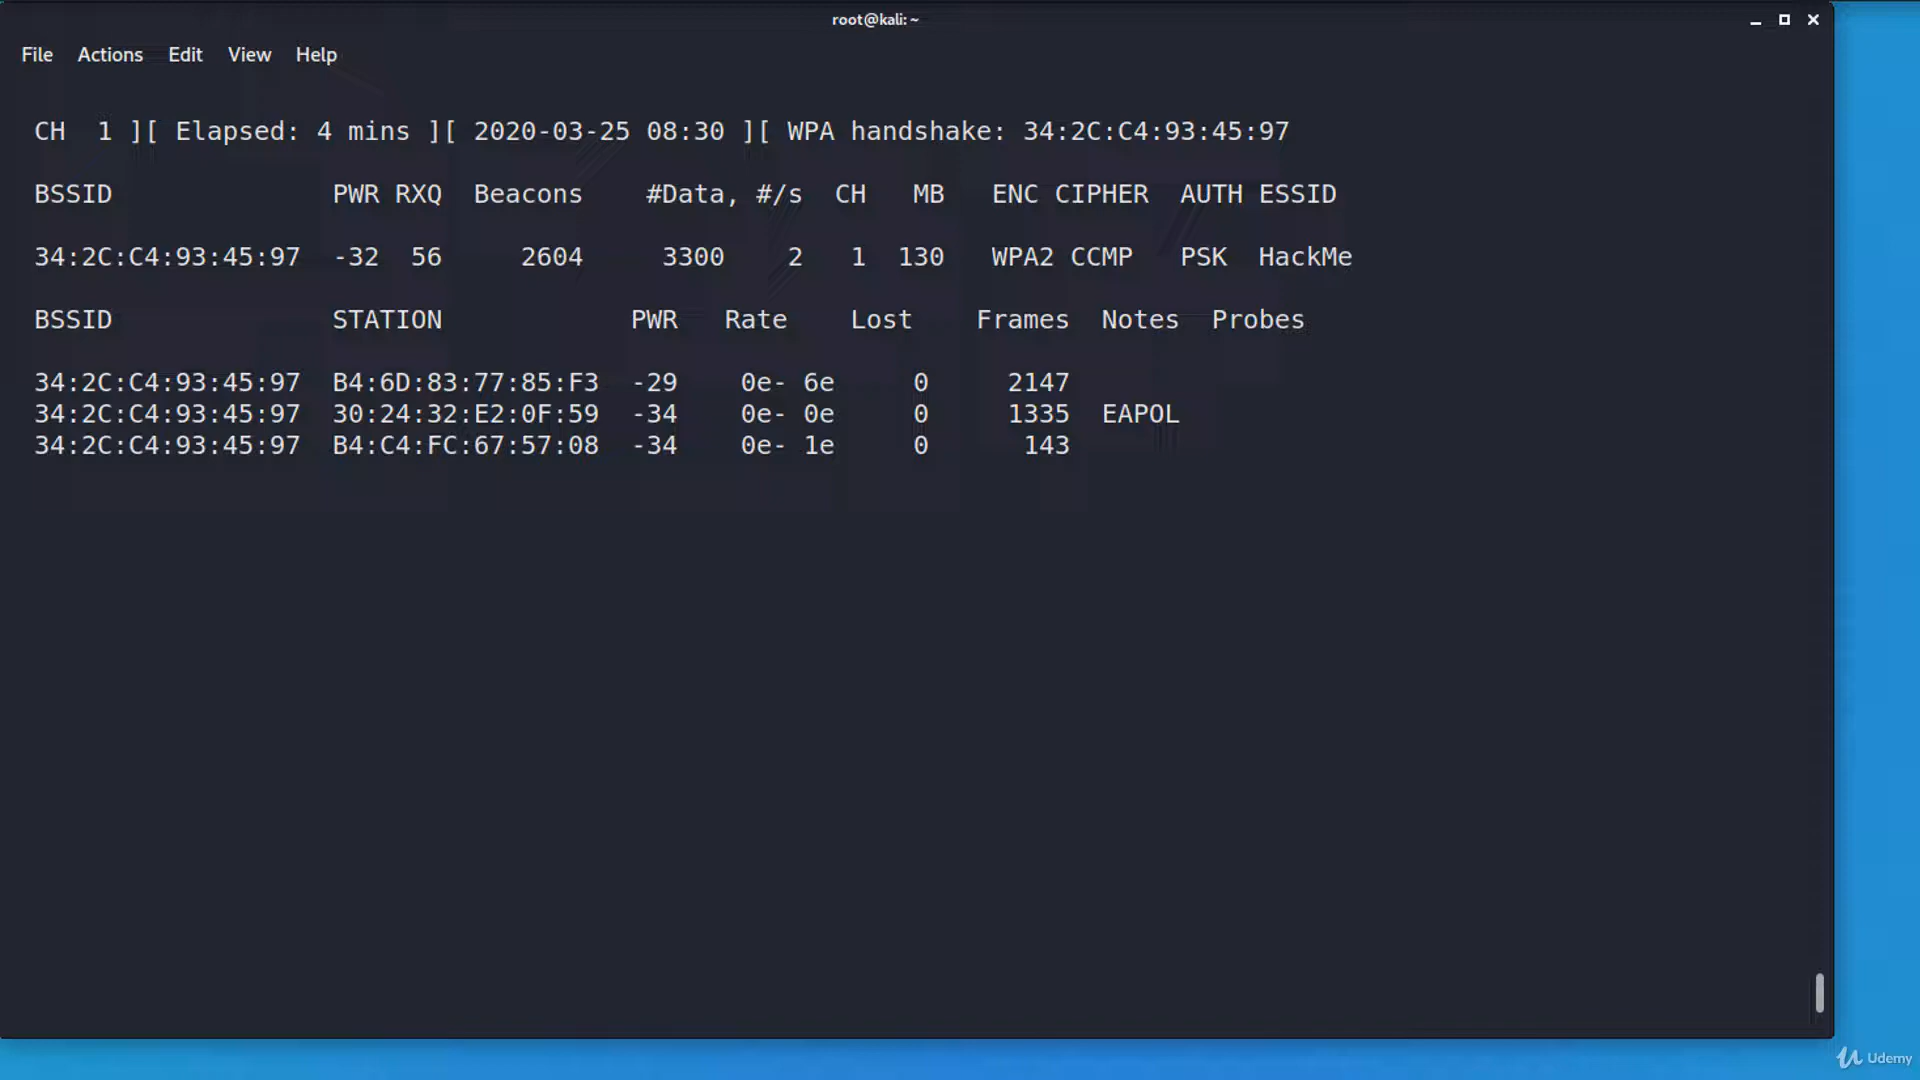 root@kali: ~
File Actions Edit View Help
CH 1 ][ Elapsed: 4 mins ][ 2020-03-25 08:30 ][ WPA handshake: 34:2C:C4:93:45:97
BSSID PWR RXQ Beacons #Data, #/s CH MB ENC CIPHER AUTH ESSID
34:2C:C4:93:45:97 -32 56 2604 3300 2 1 130 WPA2 CCMP PSK HackMe
BSSID STATION PWR Rate Lost Frames Notes Probes
34:2C:C4:93:45:97 B4:6D:83:77:85:F3 -29 0e- 6e 0 2147
34:2C:C4:93:45:97 30:24:32:E2:0F:59 -34 0e- 0e 0 1335 EAPOL
34:2C:C4:93:45:97 B4:C4:FC:67:57:08 -34 0e- 1e 0 143
Udemy